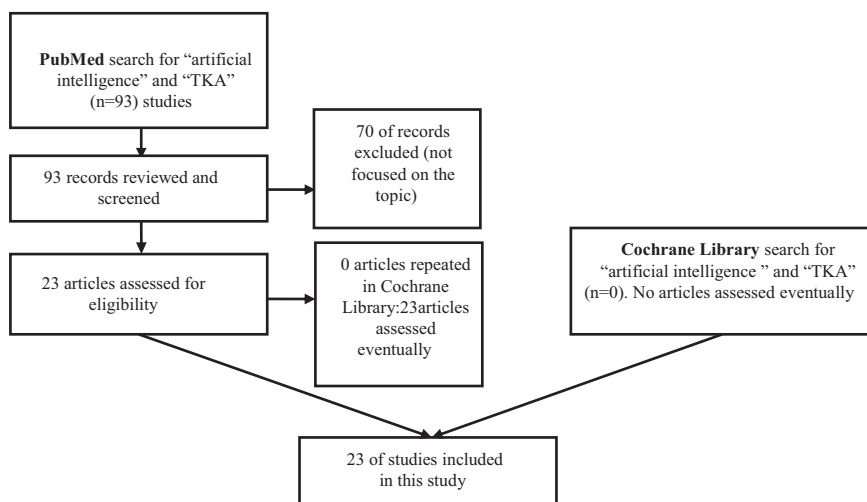 PubMed search for “artificial
intelligence” and “TKA”
(n=93) studies
70 of records
excluded (not
focused on the
topic)
93 records reviewed and
screened
Cochrane Library search for
“artificial intelligence ” and “TKA”
(n=0). No articles assessed eventually
23 articles assessed for
eligibility
0 articles repeated
in Cochrane
Library:23articles
assessed
eventually
23 of studies included
in this study